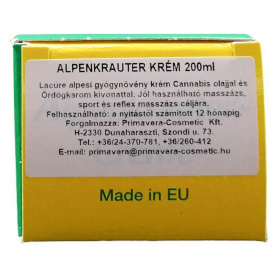 ALPENKRAUTER KRÉM 200ml
Lacure alpesi gyógynövény krém Cannabis olajjal és
Ördögkarom kivonattal. Jól használható masszázs,
sport és reflex masszázs céljára.
Felhasználható: a nyitástól számított 12 hónapig.
Forgalmazza: Primavera-Cosmetic Kft.
H-2330 Dunaharaszti, Szondi u. 73.
Tel.: +36/24-370-781, +36/260-412
E-mail: primavera@primavera-cosmetic.hu
Made in EU